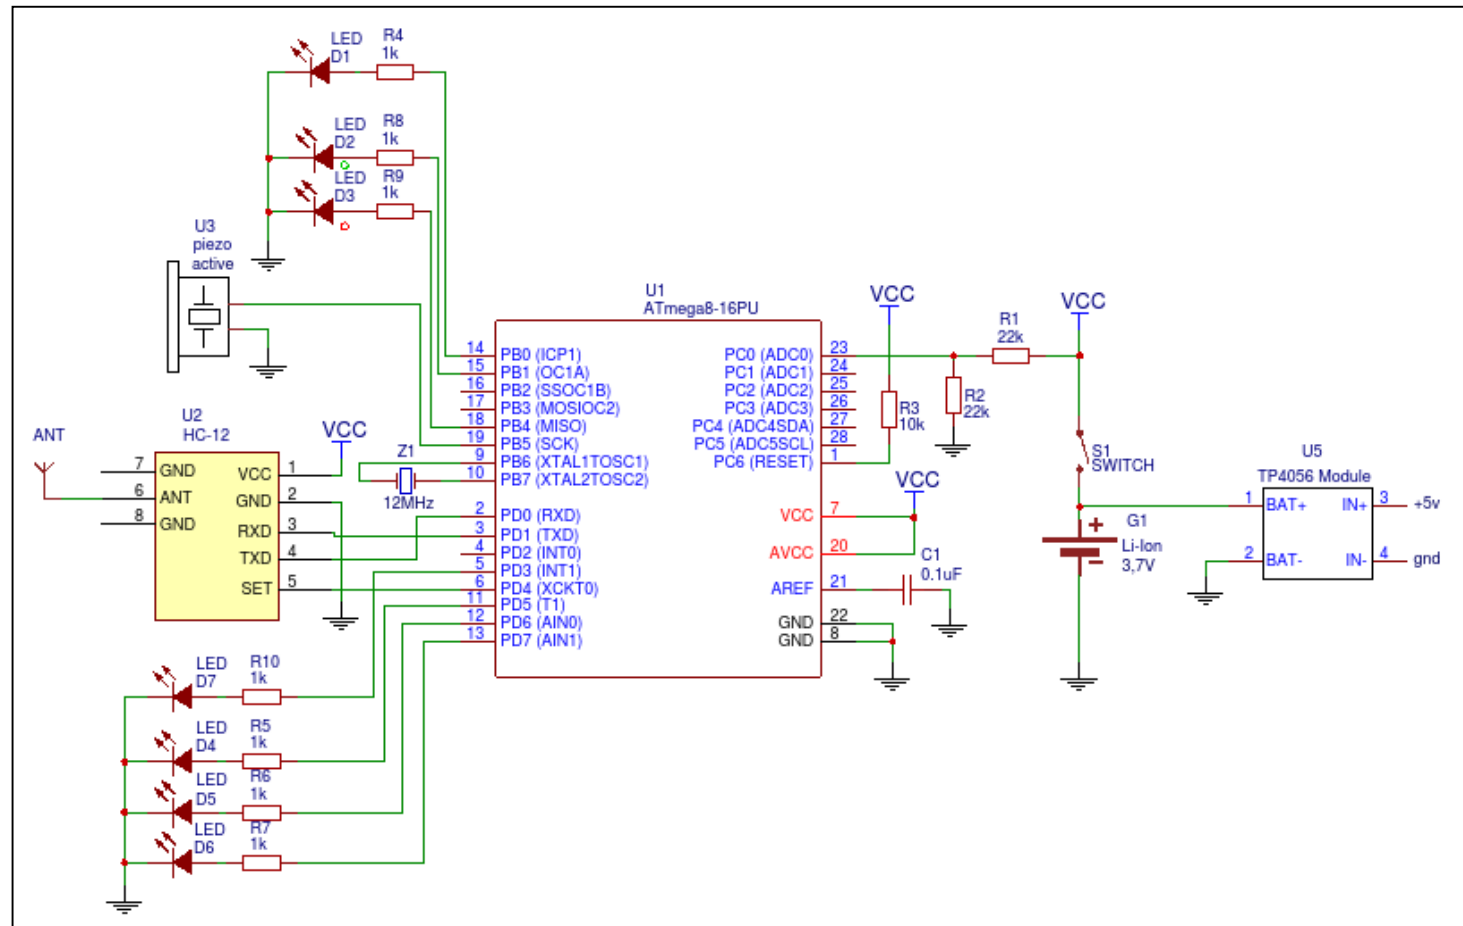 LED
D1
R4
1k
LED
D2
R8
1k
LED
D3
R9
1k
U3
piezo
active
U1
ATmega8-16PU
14 PB0 (ICP1)
15 PB1 (OC1A)
16 PB2 (SSOC1B)
17 PB3 (MOSIOC2)
18 PB4 (MISO)
19 PB5 (SCK)
9 PB6 (XTAL1TOSC1)
10 PB7 (XTAL2TOSC2)
2 PD0 (RXD)
3 PD1 (TXD)
4 PD2 (INT0)
5 PD3 (INT1)
6 PD4 (XCKT0)
11 PD5 (T1)
12 PD6 (AIN0)
13 PD7 (AIN1)
PC0 (ADC0) 23
PC1 (ADC1) 24
PC2 (ADC2) 25
PC3 (ADC3) 26
PC4 (ADC4SDA) 27
PC5 (ADC5SCL) 28
PC6 (RESET) 1
VCC 7
AVCC 20
AREF 21
GND 22
GND 8
Z1
12MHz
ANT
U2
HC-12
7 GND
6 ANT
8 GND
VCC 1
GND 2
RXD 3
TXD 4
SET 5
VCC
LED
D7
R10
1k
LED
D4
R5
1k
LED
D5
R6
1k
LED
D6
R7
1k
VCC
R3
10k
R1
22k
R2
22k
VCC
VCC
C1
0.1uF
S1
SWITCH
G1
Li-Ion
3,7V
U5
TP4056 Module
1 BAT+
2 BAT-
IN+ 3
IN- 4
+5v
gnd